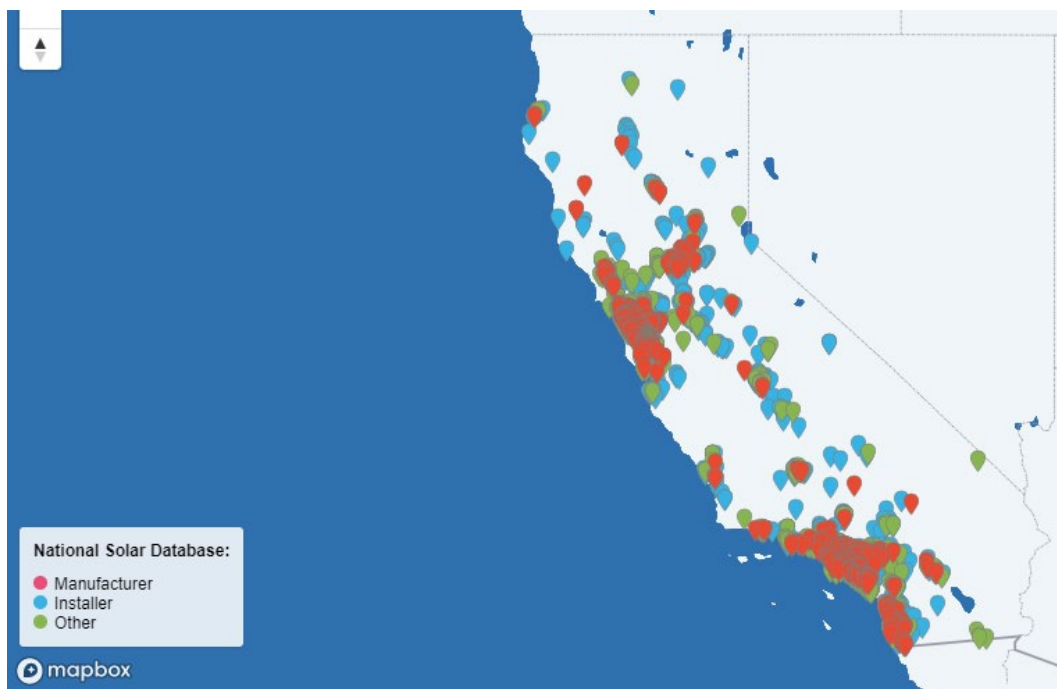 National Solar Database:
Manufacturer
Installer
Other
mapbox